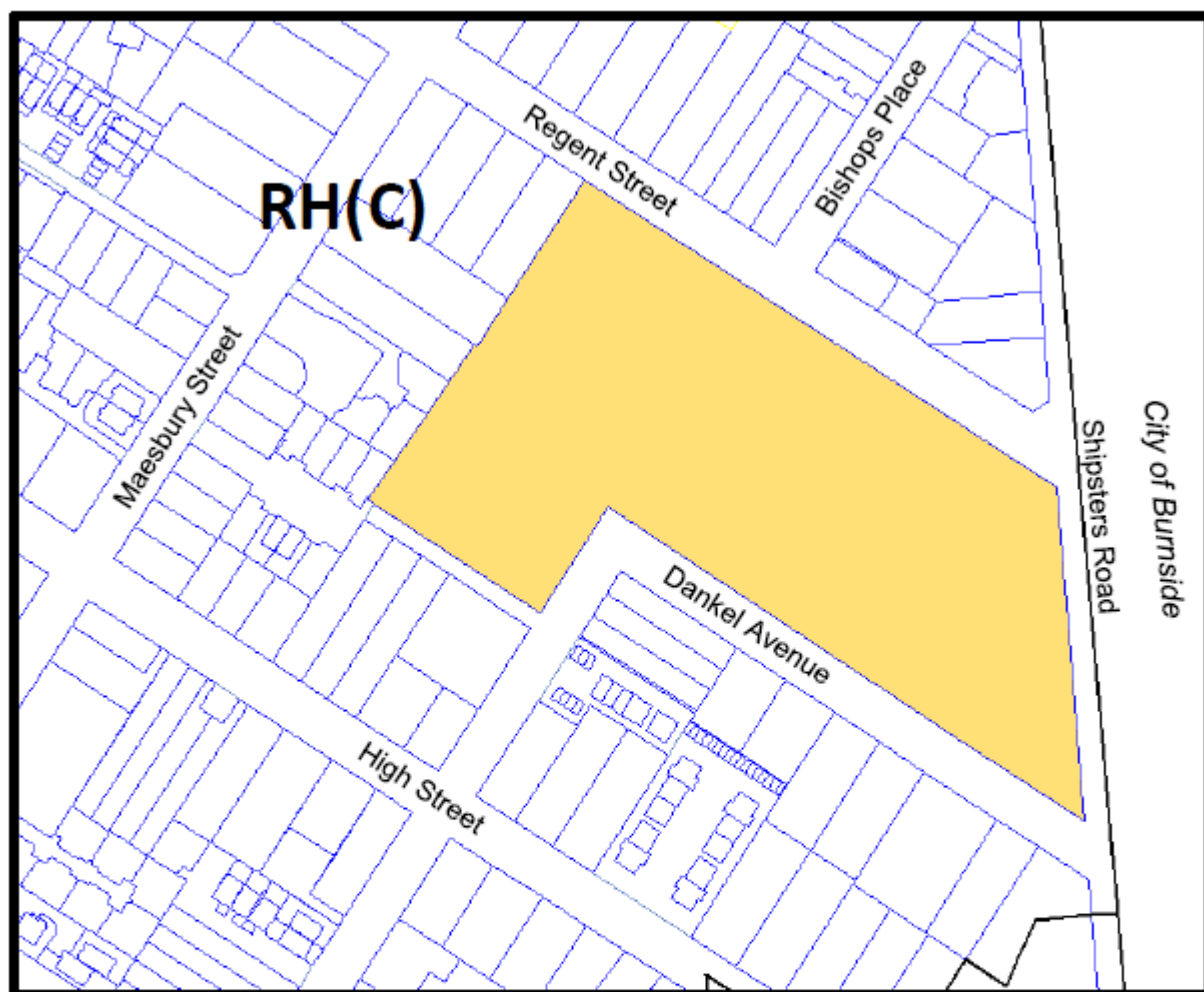 Regent Street
Bishops Place
RH(C)
Maesbury Street
City of Burnside
Shipsters Road
Dankel Avenue
High Street